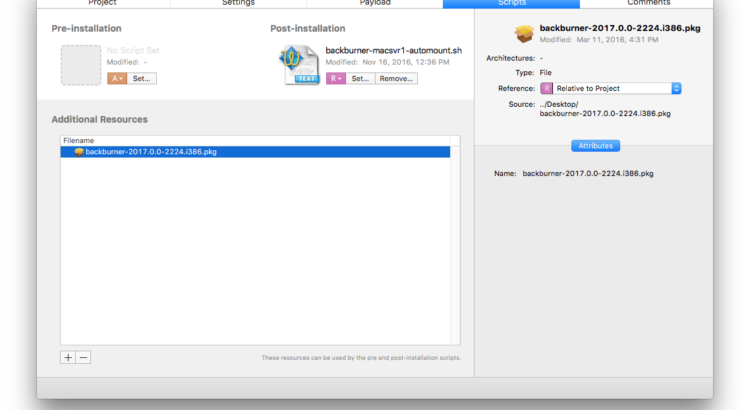 Project
Settings
Payload
Scripts
Comments
Pre-installation
No Script Set
Modified: -
A
Set...
Post-installation
backburner-macsvr1-automount.sh
Modified: Nov 16, 2016, 12:36 PM
TEXT
R
Set...
Remove...
Additional Resources
Filename
backburner-2017.0.0-2224.i386.pkg
+
−
These resources can be used by the pre and post-installation scripts.
backburner-2017.0.0-2224.i386.pkg
Modified: Mar 11, 2016, 4:31 PM
Architectures: -
Type: File
Reference: R Relative to Project
Source: ../Desktop/
backburner-2017.0.0-2224.i386.pkg
Attributes
Name: backburner-2017.0.0-2224.i386.pkg